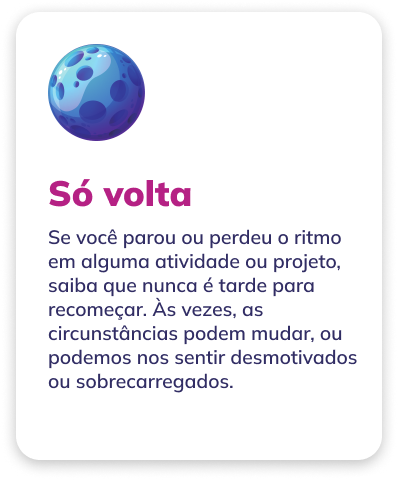 Só volta
Se você parou ou perdeu o ritmo
em alguma atividade ou projeto,
saiba que nunca é tarde para
recomeçar. Às vezes, as
circunstâncias podem mudar, ou
podemos nos sentir desmotivados
ou sobrecarregados.